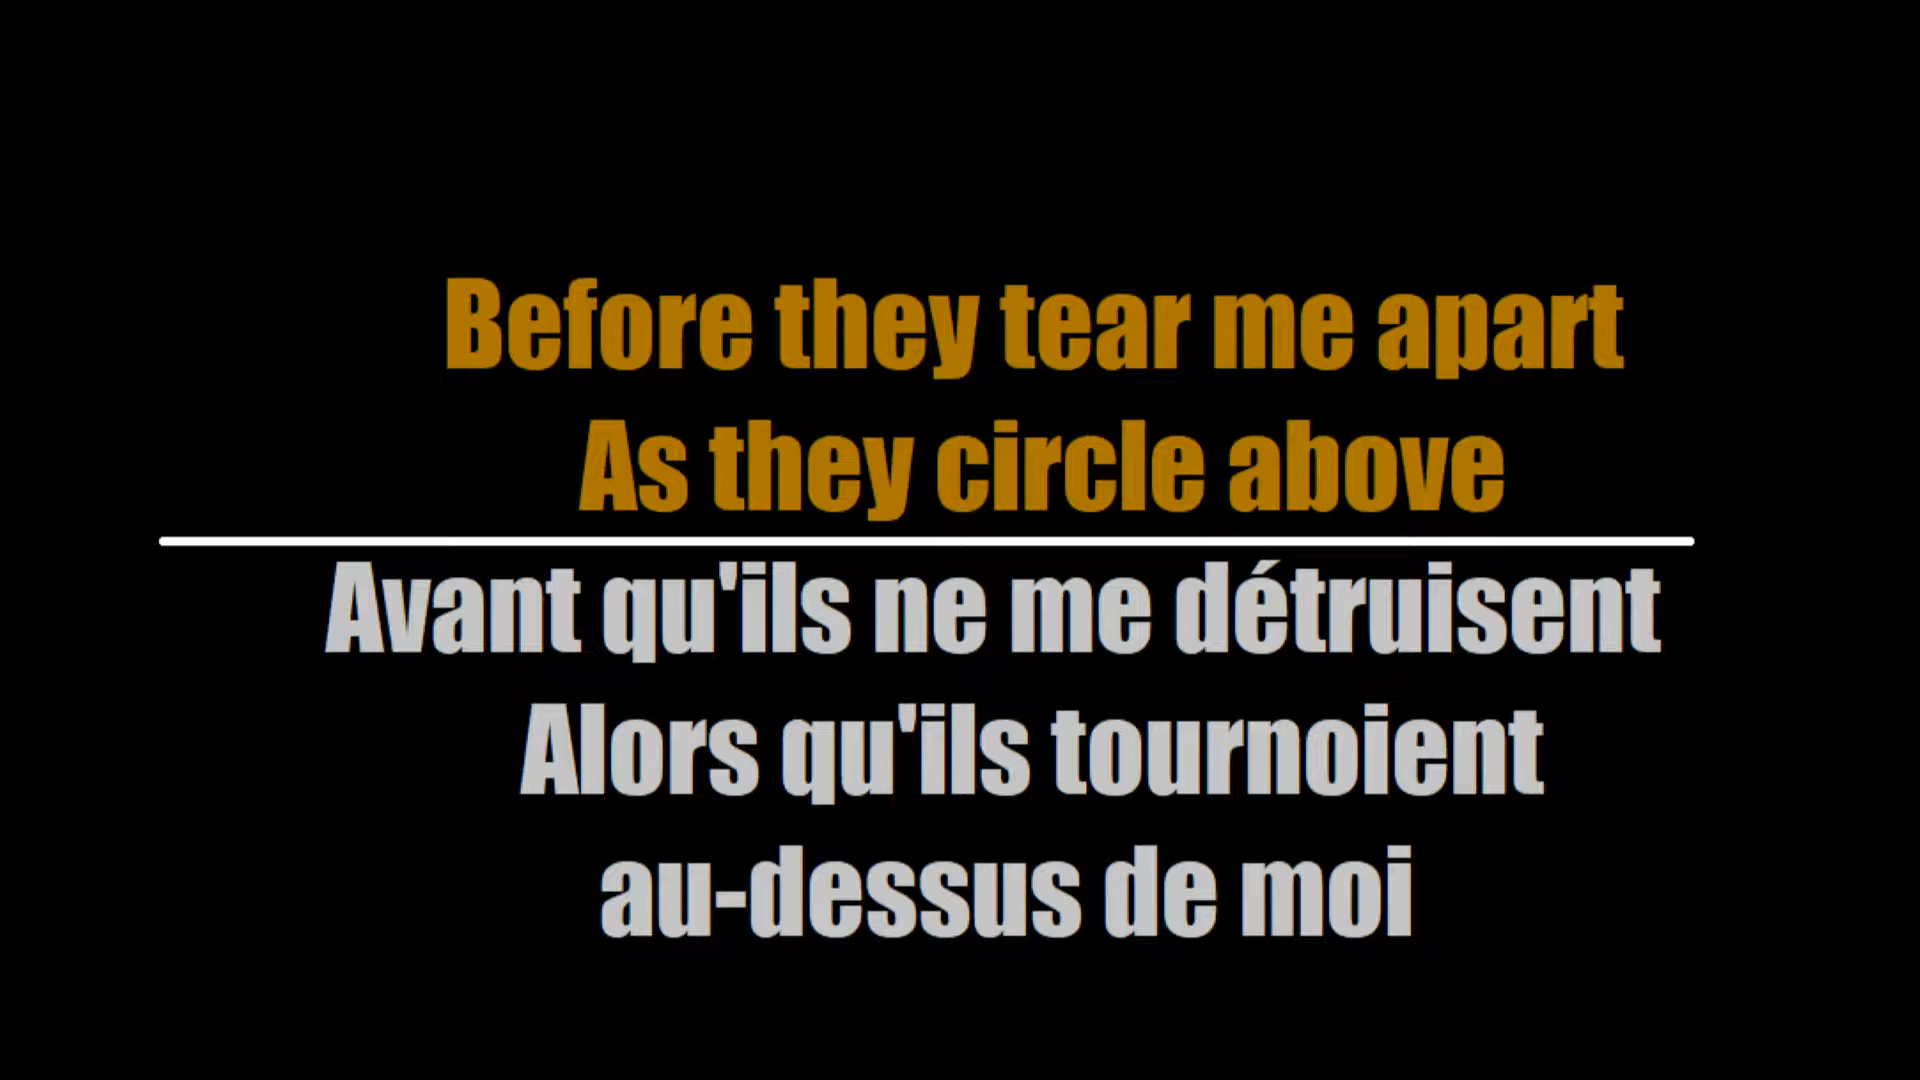 Before they tear me apart
As they circle above
Avant qu'ils ne me détruisent
Alors qu'ils tournoient
au-dessus de moi